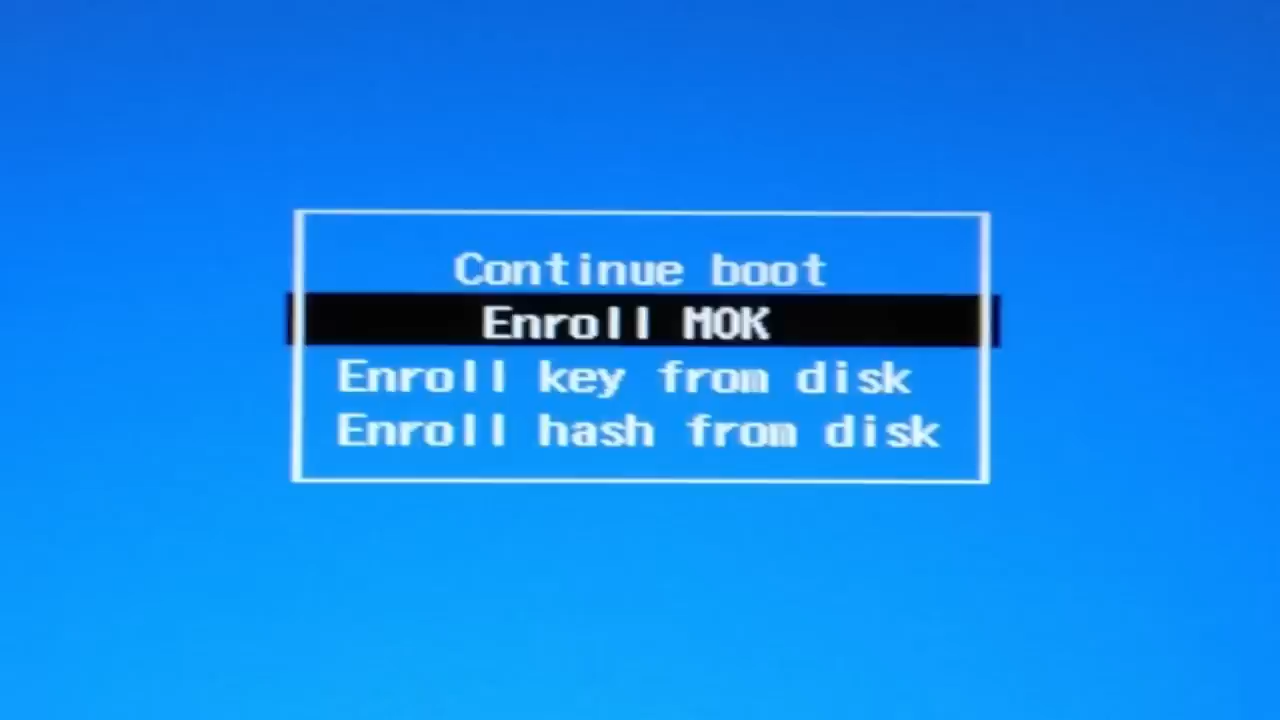 Continue boot
Enroll MOK
Enroll key from disk
Enroll hash from disk